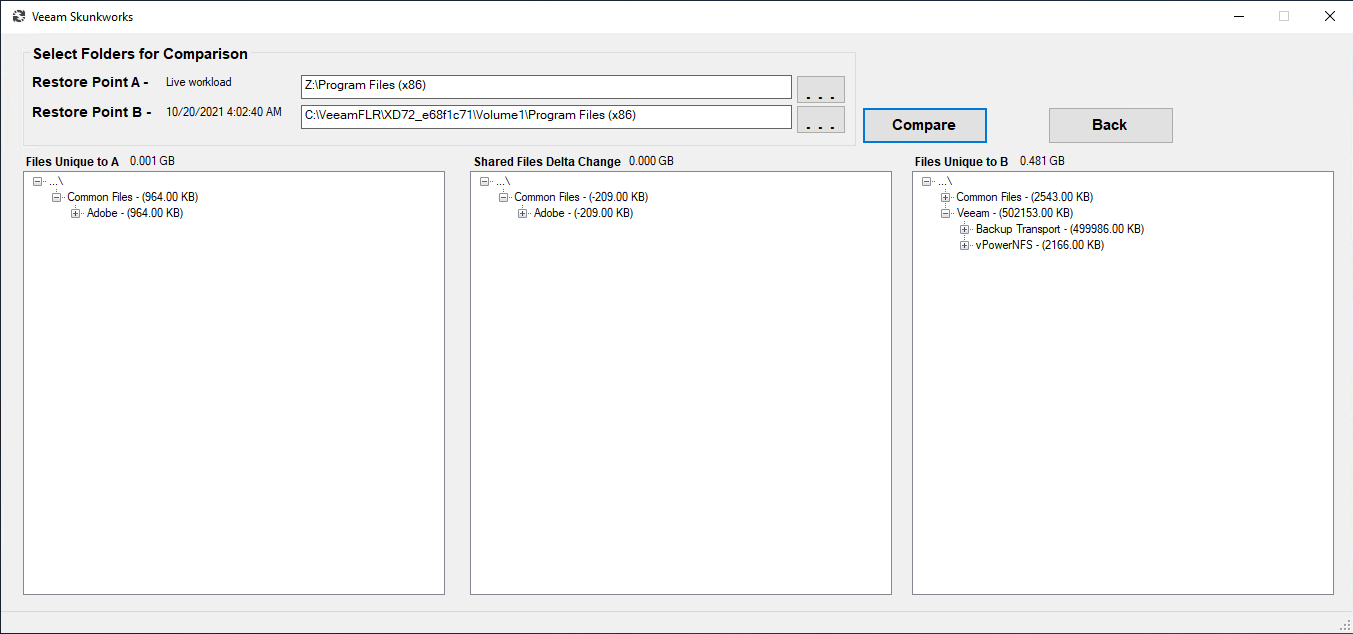 Veeam Skunkworks
Select Folders for Comparison
Restore Point A - Live workload Z:\Program Files (x86) . . .
Restore Point B - 10/20/2021 4:02:40 AM C:\VeeamFLR\XD72_e68f1c71\Volume1\Program Files (x86) . . .
Compare Back
Files Unique to A 0.001 GB
...\
Common Files - (964.00 KB)
Adobe - (964.00 KB)
Shared Files Delta Change 0.000 GB
...\
Common Files - (-209.00 KB)
Adobe - (-209.00 KB)
Files Unique to B 0.481 GB
...\
Common Files - (2543.00 KB)
Veeam - (502153.00 KB)
Backup Transport - (499986.00 KB)
vPowerNFS - (2166.00 KB)